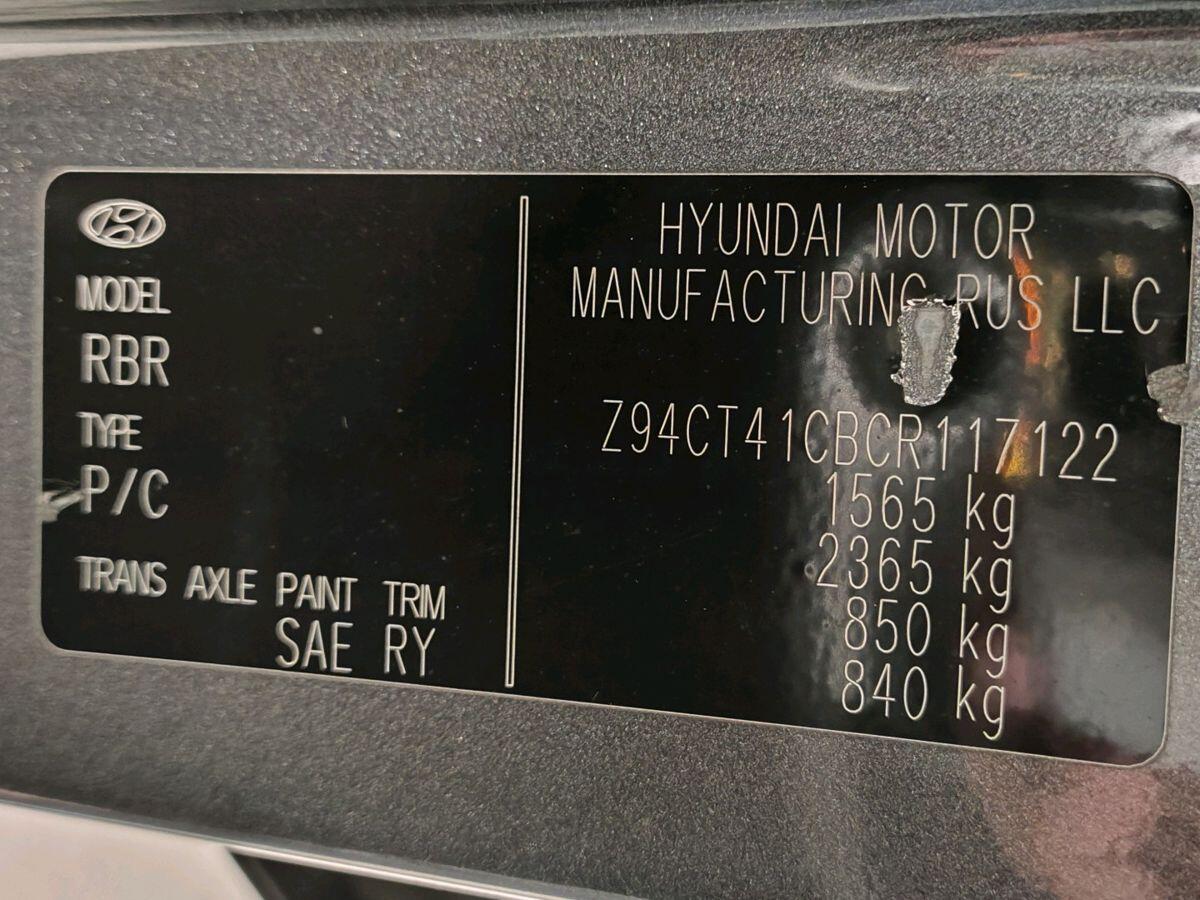 MODEL
RBR
TYPE
P/C
TRANS AXLE PAINT TRIM
SAE RY
HYUNDAI MOTOR
MANUFACTURING RUS LLC
Z94CT41CBCR117122
1565 kg
2365 kg
850 kg
840 kg